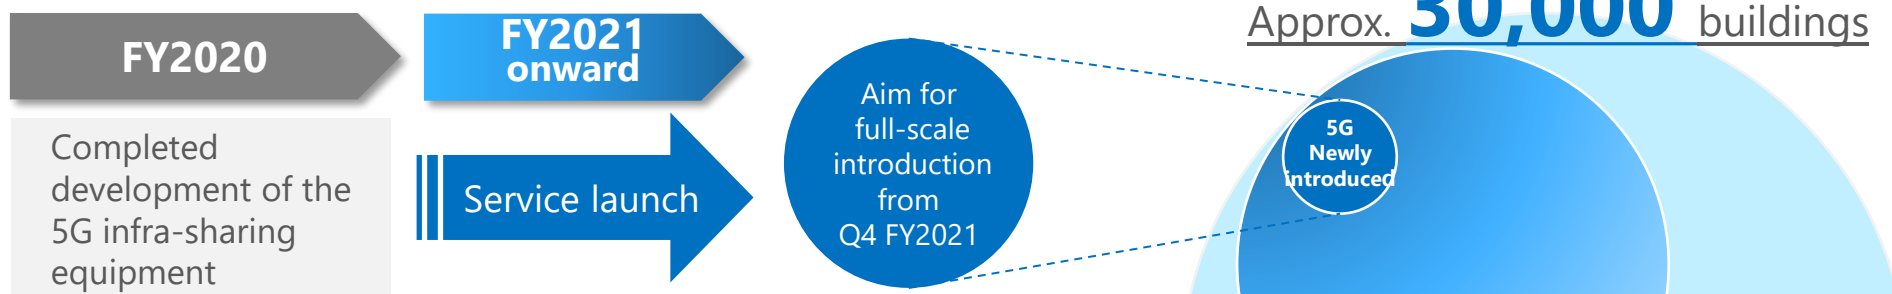 FY2020
Completed
development of the
5G infra-sharing
equipment
FY2021
onward
Service launch
Aim for
full-scale
introduction
from
Q4 FY2021
Approx. 30,000 buildings
5G
Newly
introduced